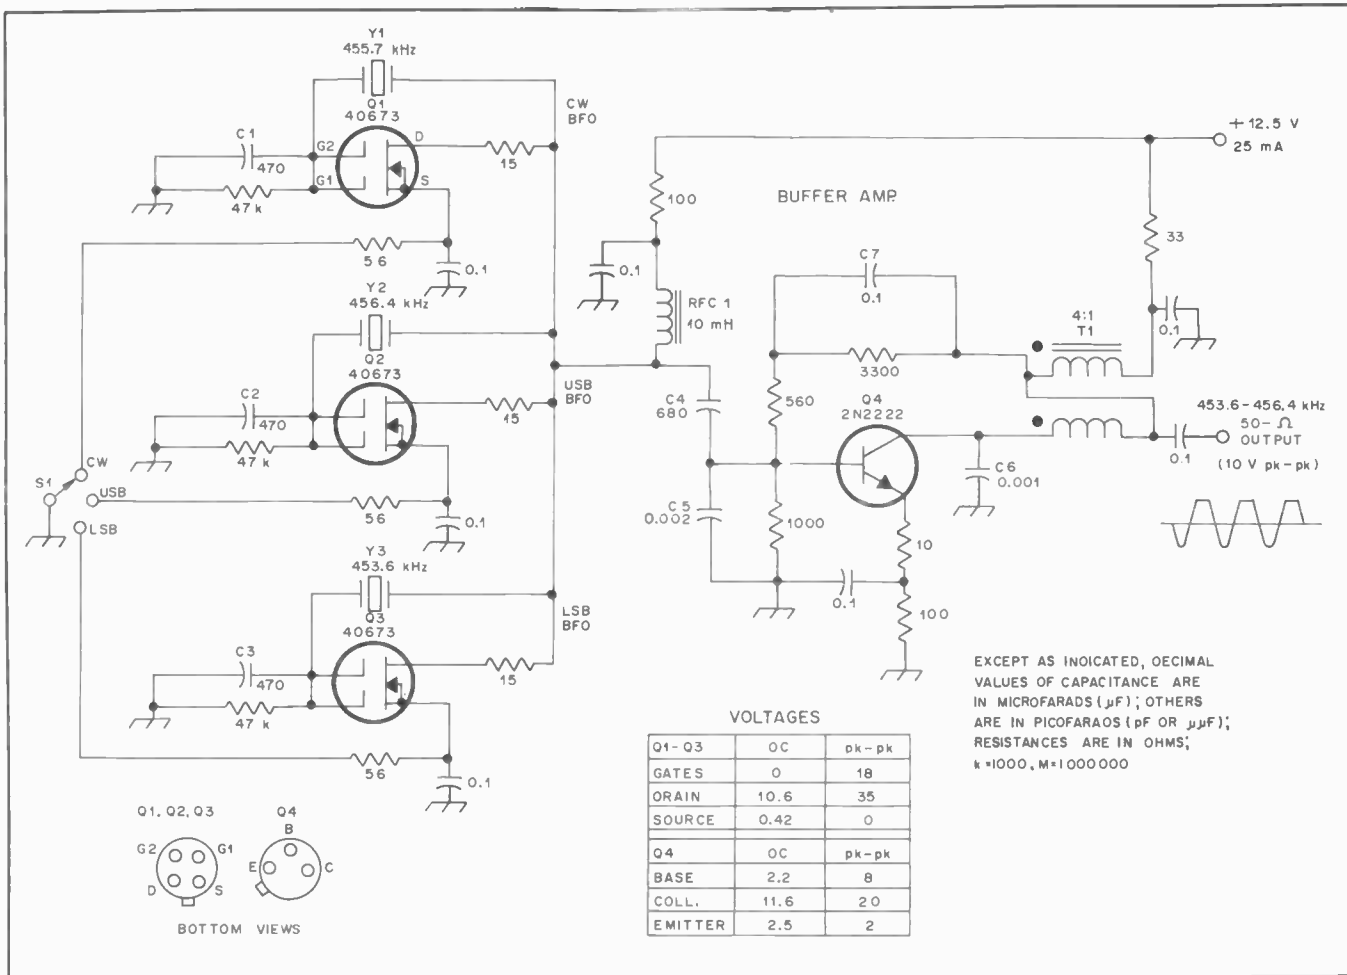 Y1
455.7 kHz
Q1
40673
C1
470
G2
G1
D
S
47 k
15
CW
BFO
56
0.1
Y2
456.4 kHz
Q2
40673
C2
470
47 k
15
USB
BFO
56
0.1
S1
CW
USB
LSB
Y3
453.6 kHz
Q3
40673
C3
470
47 k
15
LSB
BFO
56
0.1
+12.5 V
25 mA
100
BUFFER AMP.
33
0.1
RFC 1
10 mH
C7
0.1
3300
4:1
T1
0.1
C4
680
560
Q4
2N2222
453.6-456.4 kHz
50-Ω
OUTPUT
(10 V pk-pk)
0.1
C6
0.001
C5
0.002
1000
10
0.1
100
EXCEPT AS INDICATED, DECIMAL
VALUES OF CAPACITANCE ARE
IN MICROFARADS (µF); OTHERS
ARE IN PICOFARADS (pF OR µµF);
RESISTANCES ARE IN OHMS;
k=1000, M=1000000
VOLTAGES
Q1-Q3 DC pk-pk
GATES 0 18
DRAIN 10.6 35
SOURCE 0.42 0
Q4 DC pk-pk
BASE 2.2 8
COLL. 11.6 20
EMITTER 2.5 2
Q1, Q2, Q3
G2
G1
D
S
Q4
B
E
C
BOTTOM VIEWS